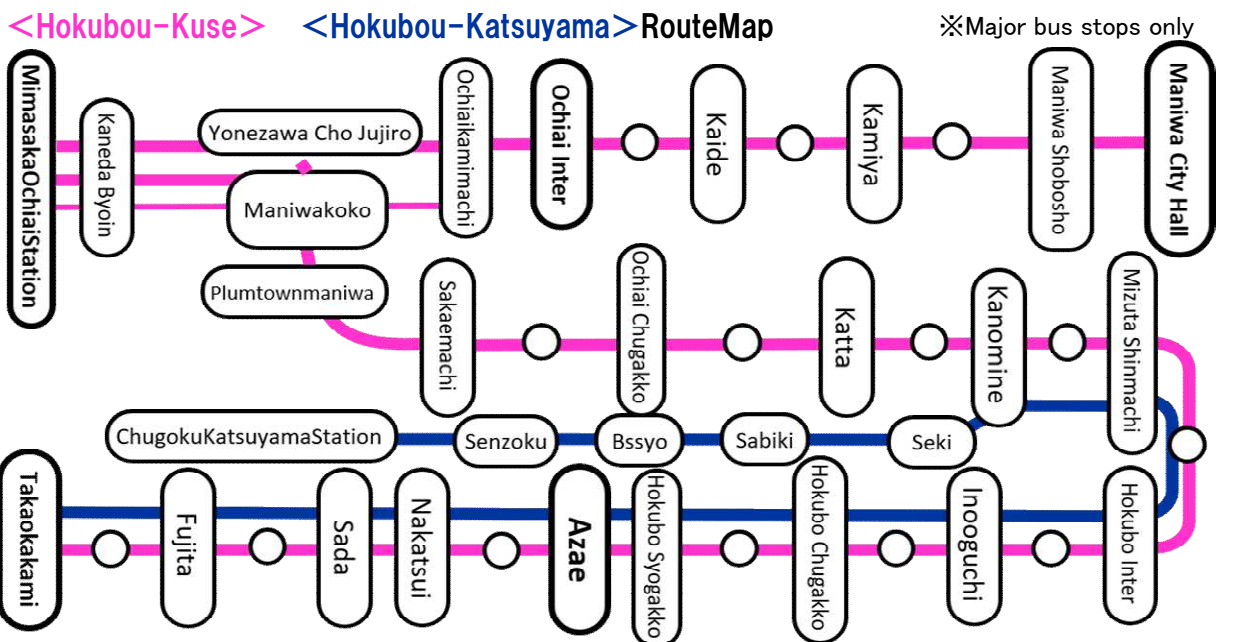 <Hokubou-Kuse> <Hokubou-Katsuyama>RouteMap ※Major bus stops only
MimasakaOchiaiStation
Kaneda Byoin
Yonezawa Cho Jujiro
Maniwakoko
Plumtownmaniwa
Ochiaikamimachi
Ochiai Inter
Kaide
Kamiya
Maniwa Shobosho
Maniwa City Hall
Sakaemachi
Ochiai Chugakko
Katta
Kanomine
Mizuta Shinmachi
ChugokuKatsuyamaStation
Senzoku
Bssyo
Sabiki
Seki
Takaokakami
Fujita
Sada
Nakatsui
Azae
Hokubo Syogakko
Hokubo Chugakko
Inooguchi
Hokubo Inter